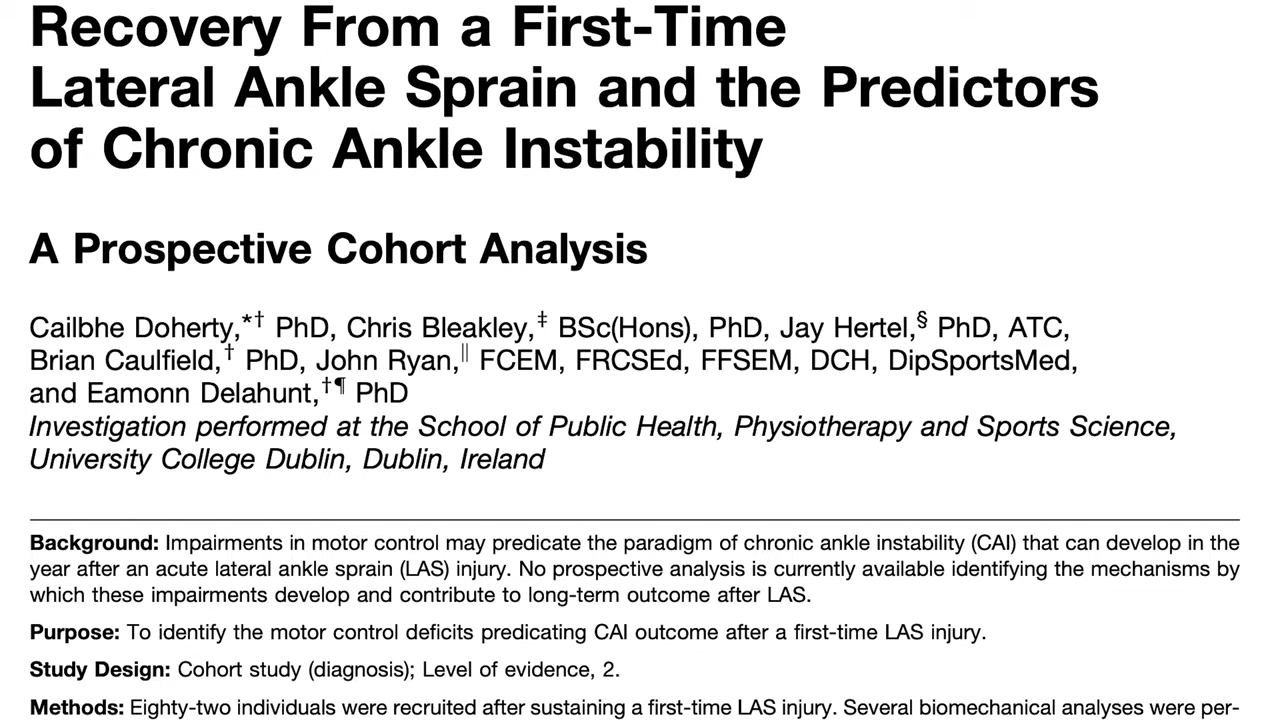 Recovery From a First-Time
Lateral Ankle Sprain and the Predictors
of Chronic Ankle Instability
A Prospective Cohort Analysis
Cailbhe Doherty,*† PhD, Chris Bleakley,‡ BSc(Hons), PhD, Jay Hertel,§ PhD, ATC,
Brian Caulfield,† PhD, John Ryan,|| FCEM, FRCSEd, FFSEM, DCH, DipSportsMed,
and Eamonn Delahunt,†¶ PhD
Investigation performed at the School of Public Health, Physiotherapy and Sports Science,
University College Dublin, Dublin, Ireland
Background: Impairments in motor control may predicate the paradigm of chronic ankle instability (CAI) that can develop in the
year after an acute lateral ankle sprain (LAS) injury. No prospective analysis is currently available identifying the mechanisms by
which these impairments develop and contribute to long-term outcome after LAS.
Purpose: To identify the motor control deficits predicating CAI outcome after a first-time LAS injury.
Study Design: Cohort study (diagnosis); Level of evidence, 2.
Methods: Eighty-two individuals were recruited after sustaining a first-time LAS injury. Several biomechanical analyses were per-